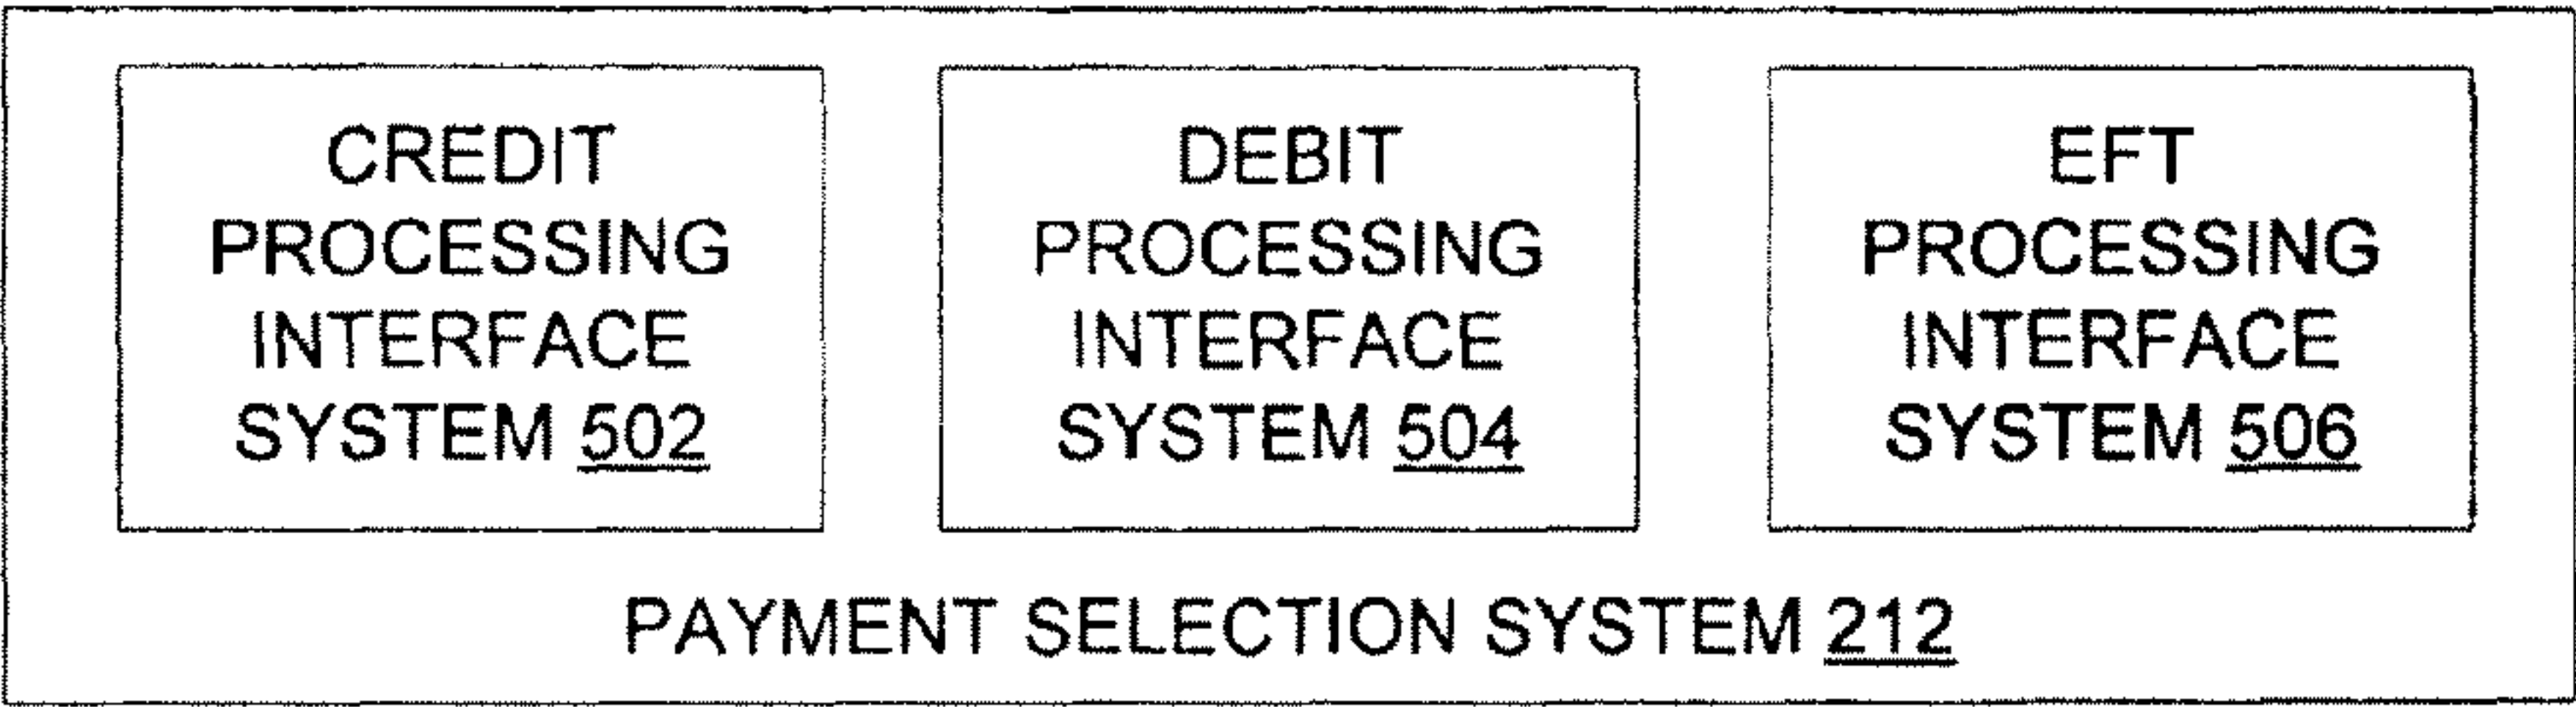 CREDIT
PROCESSING
INTERFACE
SYSTEM 502
DEBIT
PROCESSING
INTERFACE
SYSTEM 504
EFT
PROCESSING
INTERFACE
SYSTEM 506
PAYMENT SELECTION SYSTEM 212